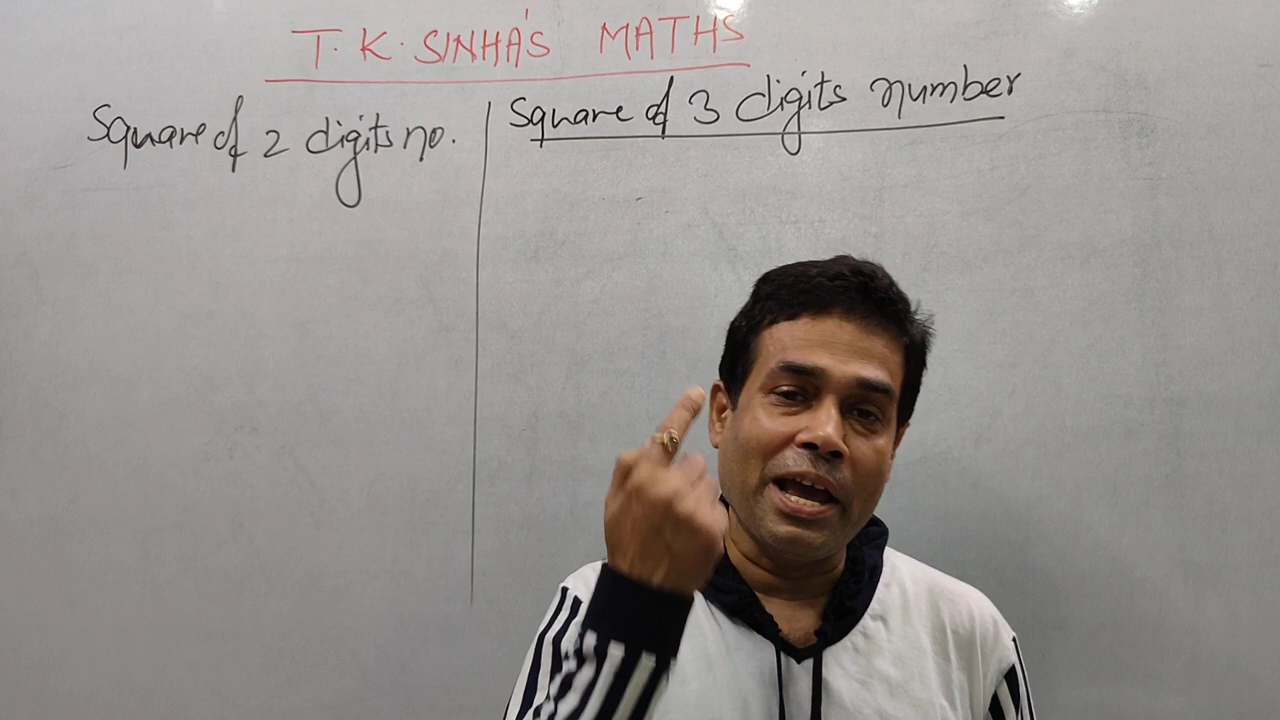 T. K. SINHA'S MATHS
Square of 2 digits no.
Square of 3 digits number